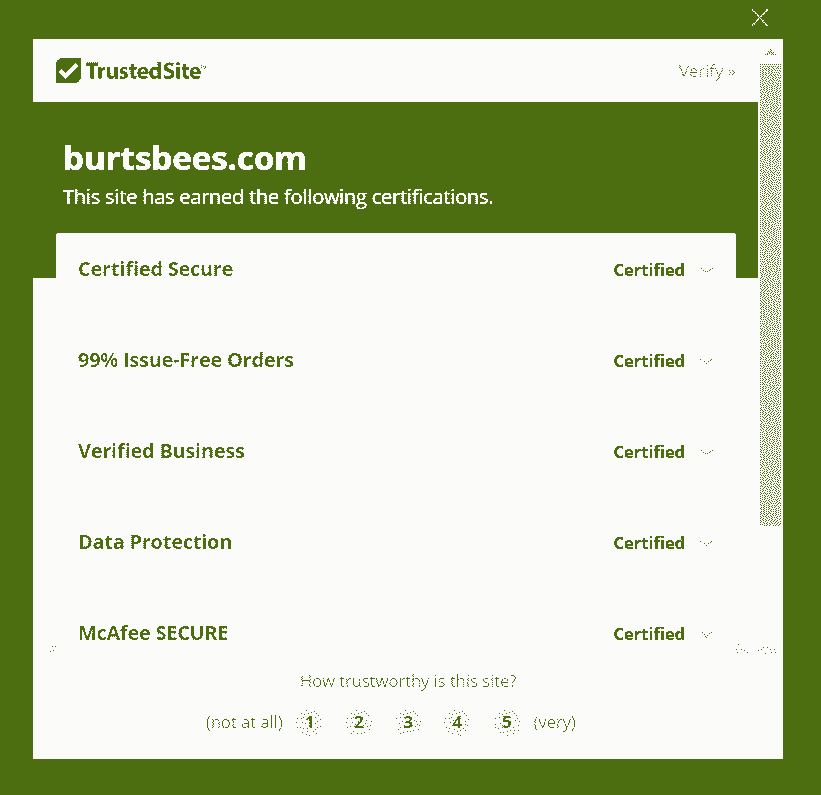 TrustedSite
Verify »
burtsbees.com
This site has earned the following certifications.
Certified Secure Certified
99% Issue-Free Orders Certified
Verified Business Certified
Data Protection Certified
McAfee SECURE Certified
How trustworthy is this site?
(not at all) 1 2 3 4 5 (very)